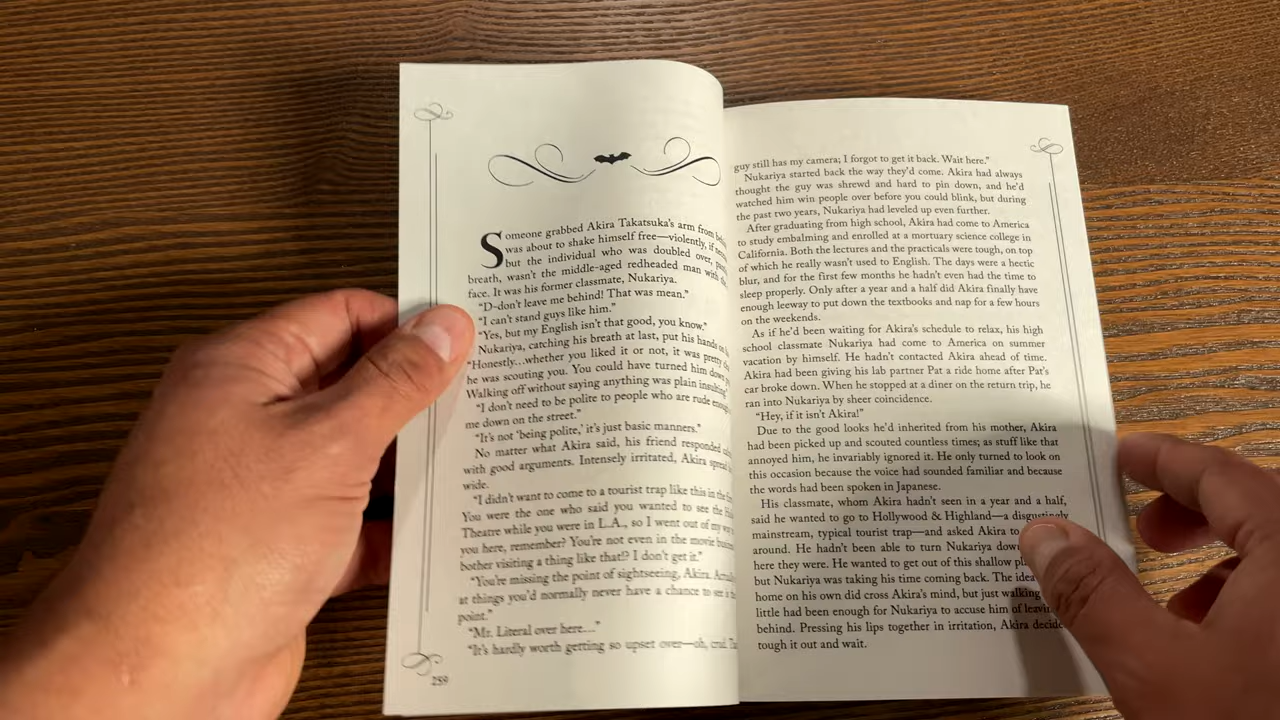 Someone grabbed Akira Takatsuka's arm from
was about to shake himself free—violently, if
but the individual who was doubled over,
breath, wasn't the middle-aged redheaded man with
face. It was his former classmate, Nukariya.
"D-don't leave me behind! That was mean."
"I can't stand guys like him."
"Yes, but my English isn't that good, you know."
Nukariya, catching his breath at last, put his hands on
"Honestly…whether you liked it or not, it was pretty
he was scouting you. You could have turned him down
Walking off without saying anything was plain insulting."
"I don't need to be polite to people who are rude
me down on the street."
"It's not 'being polite,' it's just basic manners."
No matter what Akira said, his friend responded
with good arguments. Intensely irritated, Akira spread
wide.
"I didn't want to come to a tourist trap like this in the
You were the one who said you wanted to see the
Theatre while you were in L.A., so I went out of my way
you here, remember? You're not even in the movie
bother visiting a thing like that!? I don't get it."
"You're missing the point of sightseeing, Akira.
at things you'd normally never have a chance to see
point."
"Mr. Literal over here…."
"It's hardly worth getting so upset over—oh, crud.
259
guy still has my camera; I forgot to get it back. Wait here."
Nukariya started back the way they'd come. Akira had always
thought the guy was shrewd and hard to pin down, and he'd
watched him win people over before you could blink, but during
the past two years, Nukariya had leveled up even further.
After graduating from high school, Akira had come to America
to study embalming and enrolled at a mortuary science college in
California. Both the lectures and the practicals were tough, on top
of which he really wasn't used to English. The days were a hectic
blur, and for the first few months he hadn't even had the time to
sleep properly. Only after a year and a half did Akira finally have
enough leeway to put down the textbooks and nap for a few hours
on the weekends.
As if he'd been waiting for Akira's schedule to relax, his high
school classmate Nukariya had come to America on summer
vacation by himself. He hadn't contacted Akira ahead of time.
Akira had been giving his lab partner Pat a ride home after Pat's
car broke down. When he stopped at a diner on the return trip, he
ran into Nukariya by sheer coincidence.
"Hey, if it isn't Akira!"
Due to the good looks he'd inherited from his mother, Akira
had been picked up and scouted countless times; as stuff like that
annoyed him, he invariably ignored it. He only turned to look on
this occasion because the voice had sounded familiar and because
the words had been spoken in Japanese.
His classmate, whom Akira hadn't seen in a year and a half,
said he wanted to go to Hollywood & Highland—a disgustingly
mainstream, typical tourist trap—and asked Akira to
around. He hadn't been able to turn Nukariya down
here they were. He wanted to get out of this shallow
but Nukariya was taking his time coming back. The idea
home on his own did cross Akira's mind, but just walking
little had been enough for Nukariya to accuse him of leaving
behind. Pressing his lips together in irritation, Akira decide
tough it out and wait.